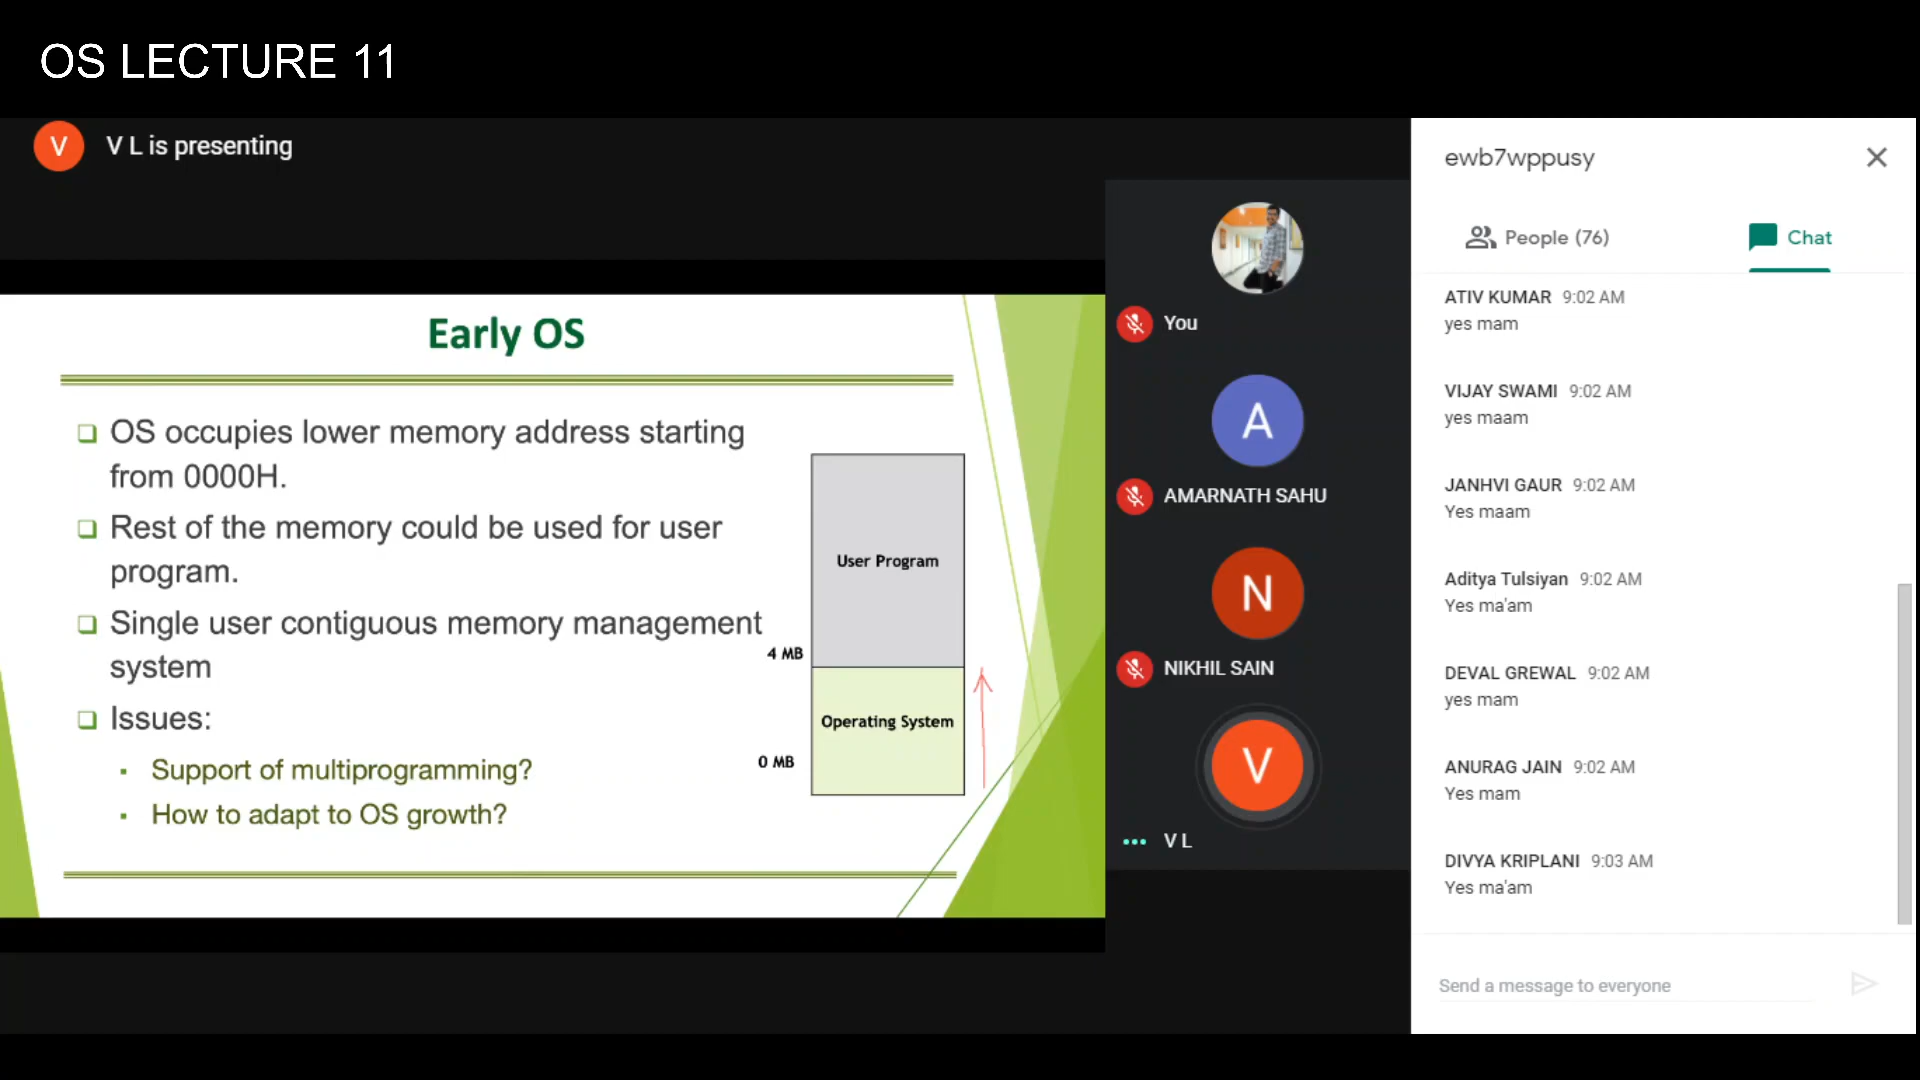 OS LECTURE 11
V
V L is presenting
Early OS
OS occupies lower memory address starting
from 0000H.
Rest of the memory could be used for user
program.
Single user contiguous memory management
system
Issues:
Support of multiprogramming?
How to adapt to OS growth?
User Program
4 MB
Operating System
0 MB
You
A
AMARNATH SAHU
N
NIKHIL SAIN
V
V L
ewb7wppusy
People (76)
Chat
ATIV KUMAR 9:02 AM
yes mam
VIJAY SWAMI 9:02 AM
yes maam
JANHVI GAUR 9:02 AM
Yes maam
Aditya Tulsiyan 9:02 AM
Yes ma'am
DEVAL GREWAL 9:02 AM
yes mam
ANURAG JAIN 9:02 AM
Yes mam
DIVYA KRIPLANI 9:03 AM
Yes ma'am
Send a message to everyone